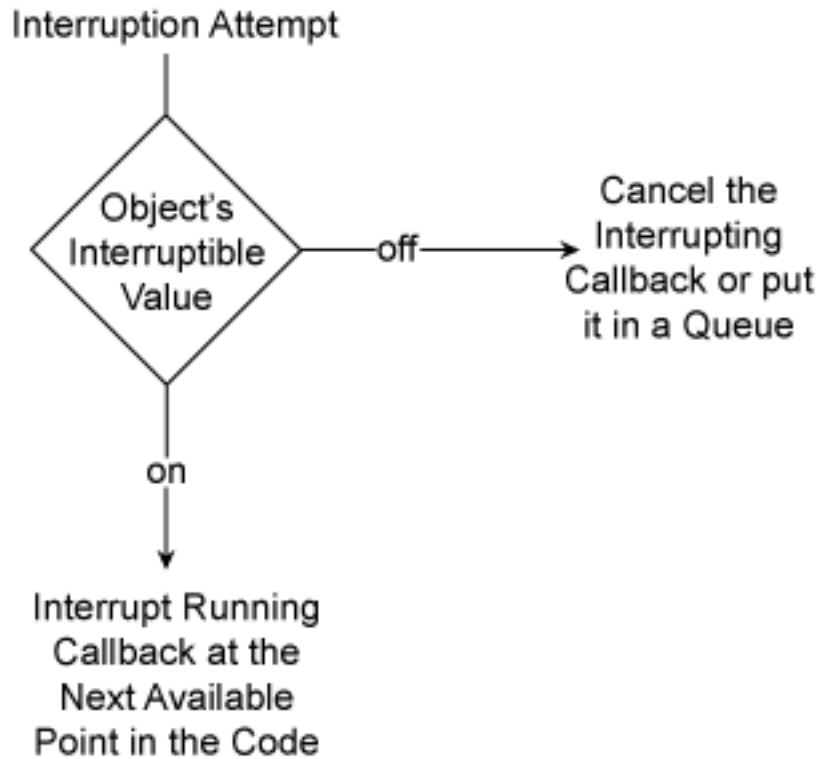 Interruption Attempt
Object's
Interruptible
Value
off
Cancel the
Interrupting
Callback or put
it in a Queue
on
Interrupt Running
Callback at the
Next Available
Point in the Code